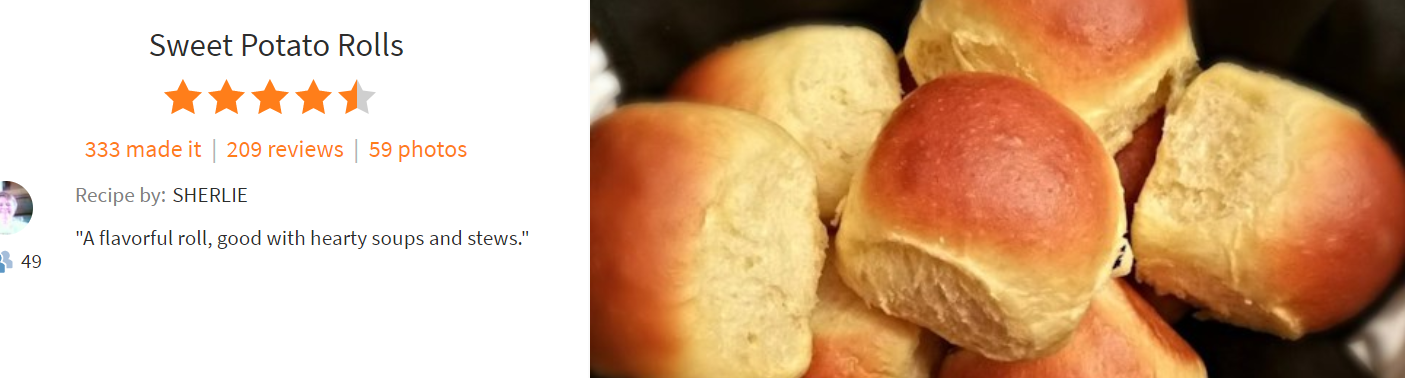 Sweet Potato Rolls
333 made it | 209 reviews | 59 photos
Recipe by: SHERLIE
"A flavorful roll, good with hearty soups and stews."
49